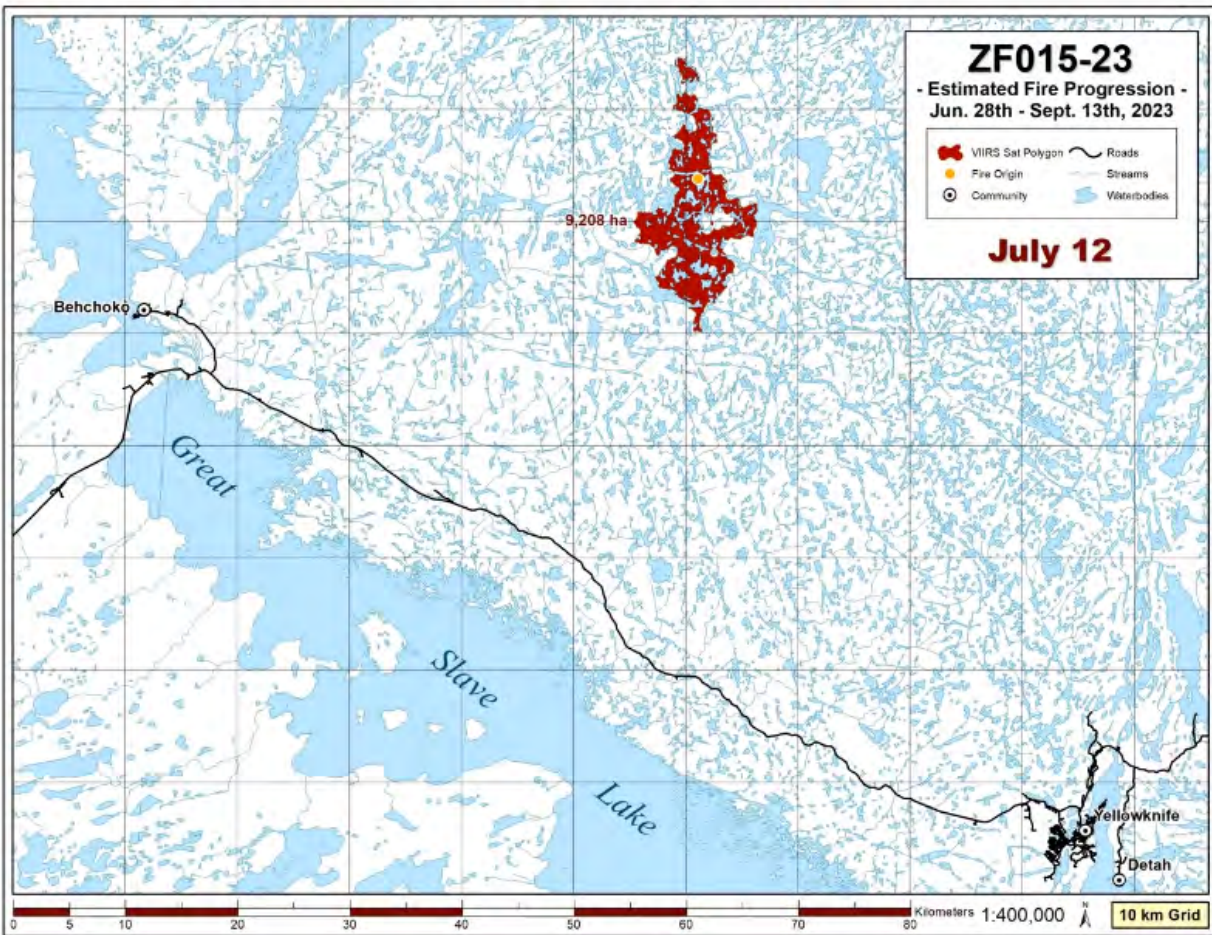 ZF015-23
- Estimated Fire Progression -
Jun. 28th - Sept. 13th, 2023
VIIRS Sat Polygon
Roads
Fire Origin
Streams
Community
Waterbodies
July 12
9,208 ha
Behchokǫ̀
Great
Slave
Lake
Yellowknife
Detah
0 5 10 20 30 40 50 60 70 80
Kilometers 1:400,000
N
10 km Grid